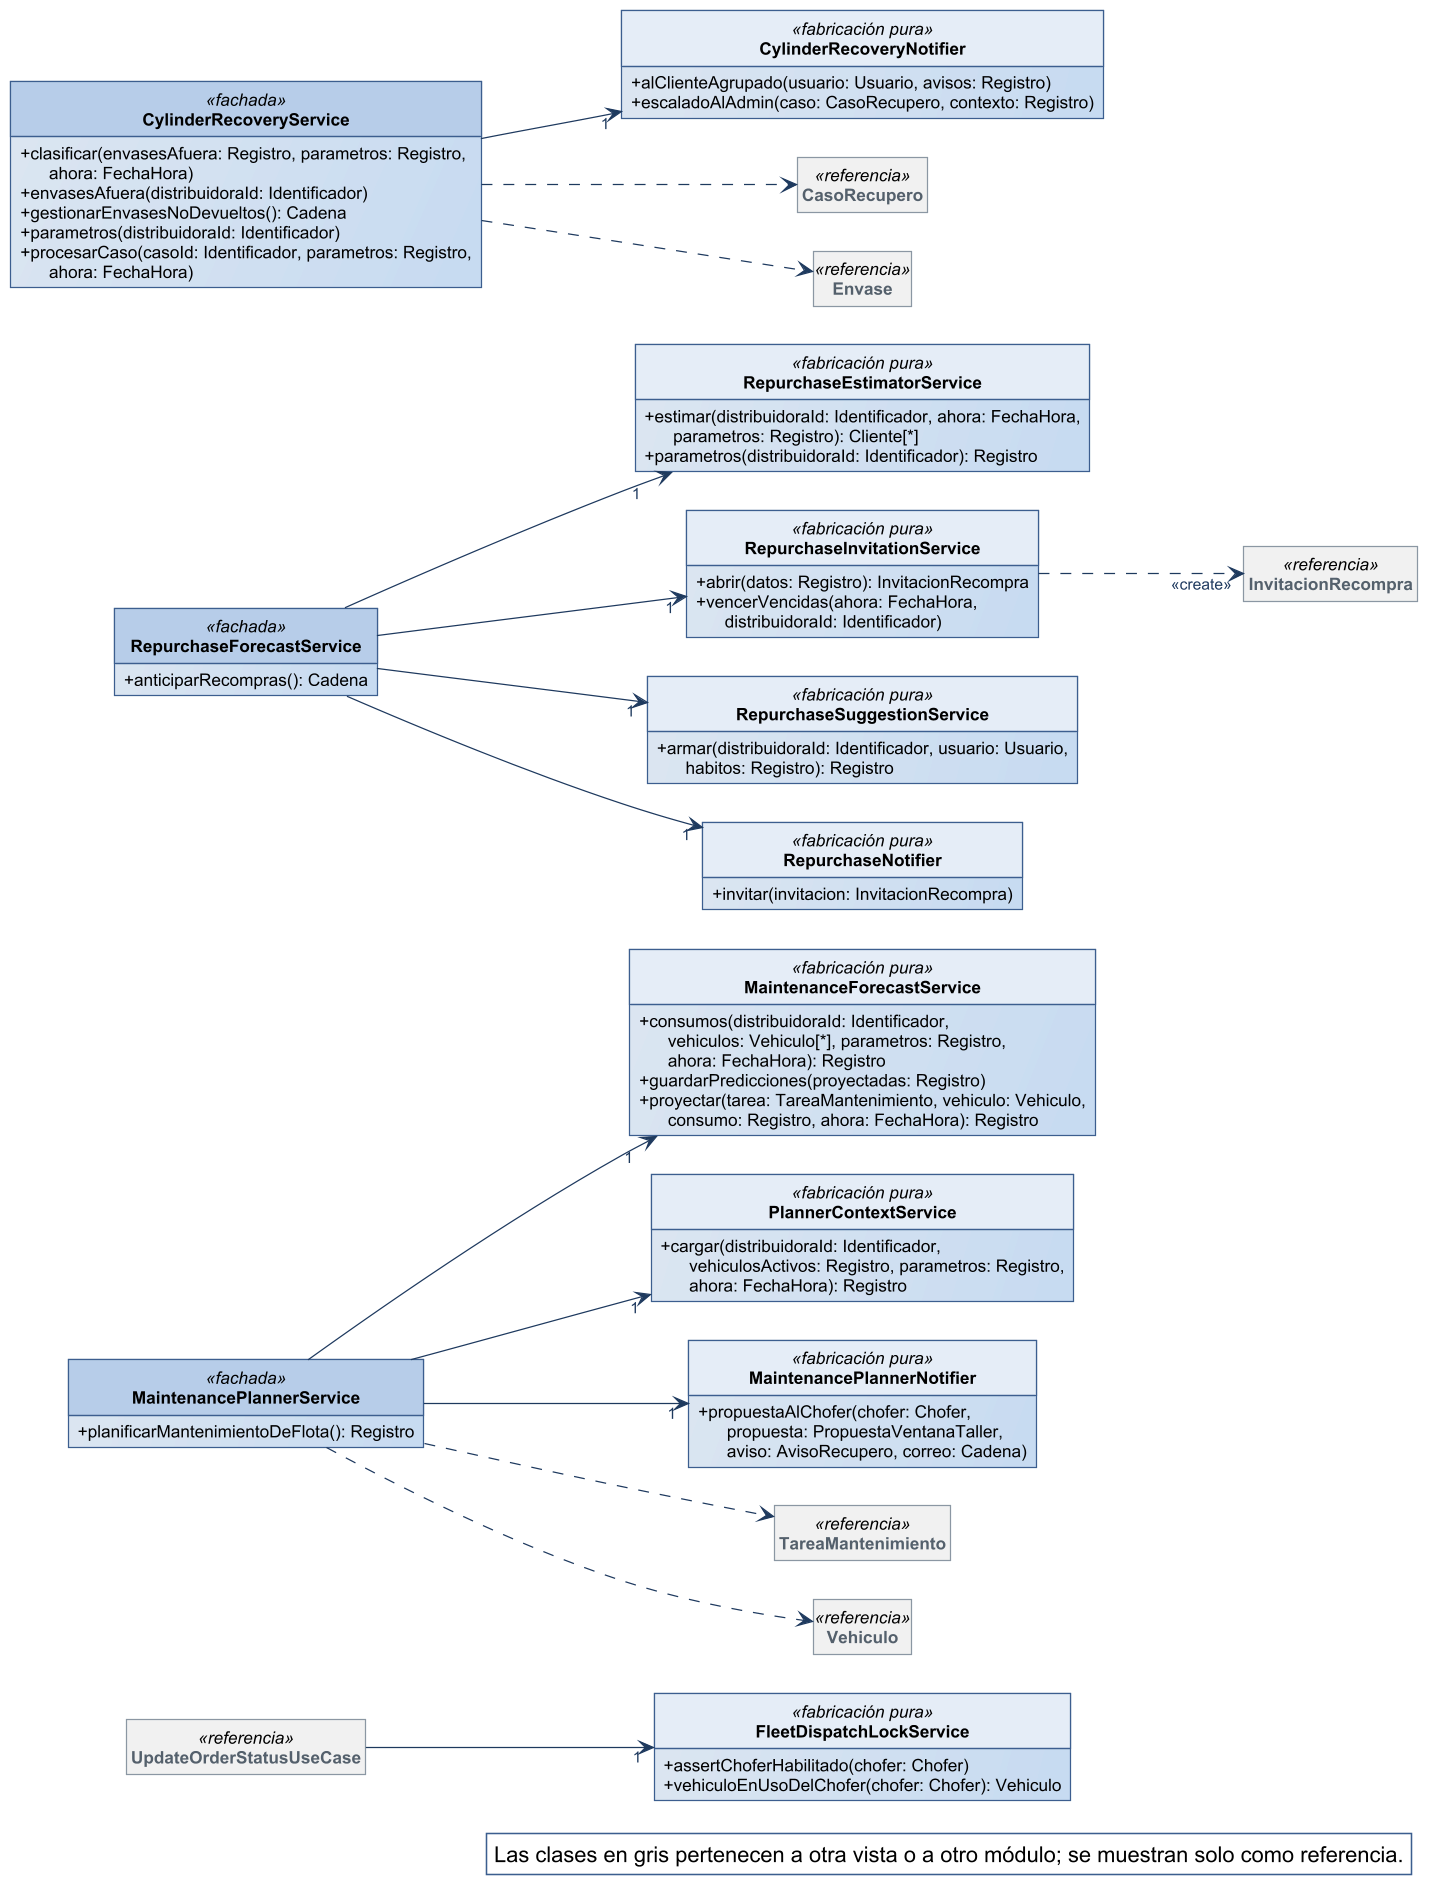 «fabricación pura»
CylinderRecoveryNotifier
+alClienteAgrupado(usuario: Usuario, avisos: Registro)
+escaladoAlAdmin(caso: CasoRecupero, contexto: Registro)
«fachada»
CylinderRecoveryService
+clasificar(envasesAfuera: Registro, parametros: Registro,
ahora: FechaHora)
+envasesAfuera(distribuidoraId: Identificador)
+gestionarEnvasesNoDevueltos(): Cadena
+parametros(distribuidoraId: Identificador)
+procesarCaso(casoId: Identificador, parametros: Registro,
ahora: FechaHora)
1
«referencia»
CasoRecupero
«referencia»
Envase
«fabricación pura»
RepurchaseEstimatorService
+estimar(distribuidoraId: Identificador, ahora: FechaHora,
parametros: Registro): Cliente[*]
+parametros(distribuidoraId: Identificador): Registro
1
«fabricación pura»
RepurchaseInvitationService
+abrir(datos: Registro): InvitacionRecompra
+vencerVencidas(ahora: FechaHora,
distribuidoraId: Identificador)
«create»
«referencia»
InvitacionRecompra
1
«fachada»
RepurchaseForecastService
+anticiparRecompras(): Cadena
«fabricación pura»
RepurchaseSuggestionService
+armar(distribuidoraId: Identificador, usuario: Usuario,
habitos: Registro): Registro
1
«fabricación pura»
RepurchaseNotifier
+invitar(invitacion: InvitacionRecompra)
1
«fabricación pura»
MaintenanceForecastService
+consumos(distribuidoraId: Identificador,
vehiculos: Vehiculo[*], parametros: Registro,
ahora: FechaHora): Registro
+guardarPredicciones(proyectadas: Registro)
+proyectar(tarea: TareaMantenimiento, vehiculo: Vehiculo,
consumo: Registro, ahora: FechaHora): Registro
1
«fabricación pura»
PlannerContextService
+cargar(distribuidoraId: Identificador,
vehiculosActivos: Registro, parametros: Registro,
ahora: FechaHora): Registro
1
«fachada»
MaintenancePlannerService
+planificarMantenimientoDeFlota(): Registro
«fabricación pura»
MaintenancePlannerNotifier
+propuestaAlChofer(chofer: Chofer,
propuesta: PropuestaVentanaTaller,
aviso: AvisoRecupero, correo: Cadena)
1
«referencia»
TareaMantenimiento
«referencia»
Vehiculo
«referencia»
UpdateOrderStatusUseCase
1
«fabricación pura»
FleetDispatchLockService
+assertChoferHabilitado(chofer: Chofer)
+vehiculoEnUsoDelChofer(chofer: Chofer): Vehiculo
Las clases en gris pertenecen a otra vista o a otro módulo; se muestran solo como referencia.